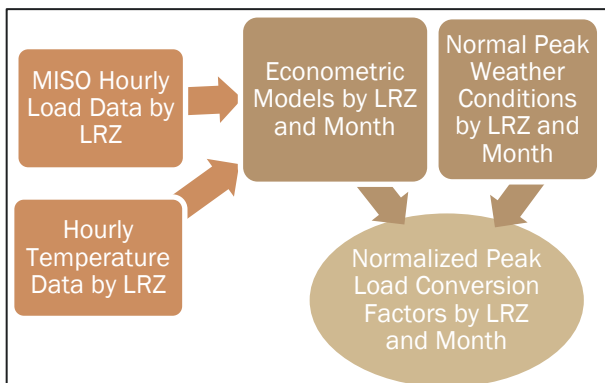 MISO Hourly
Load Data by
LRZ
Econometric
Models by LRZ
and Month
Normal Peak
Weather
Conditions
by LRZ and
Month
Hourly
Temperature
Data by LRZ
Normalized Peak
Load Conversion
Factors by LRZ
and Month